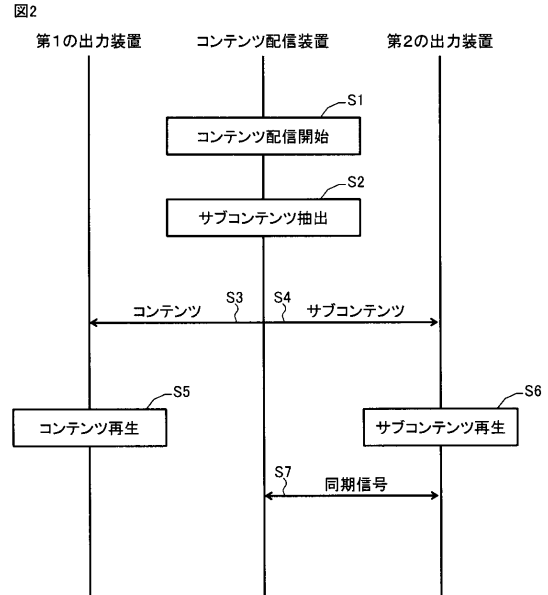 図2
第1の出力装置
コンテンツ配信装置
第2の出力装置
S1
コンテンツ配信開始
S2
サブコンテンツ抽出
コンテンツ
S3
S4
サブコンテンツ
S5
コンテンツ再生
S6
サブコンテンツ再生
S7
同期信号